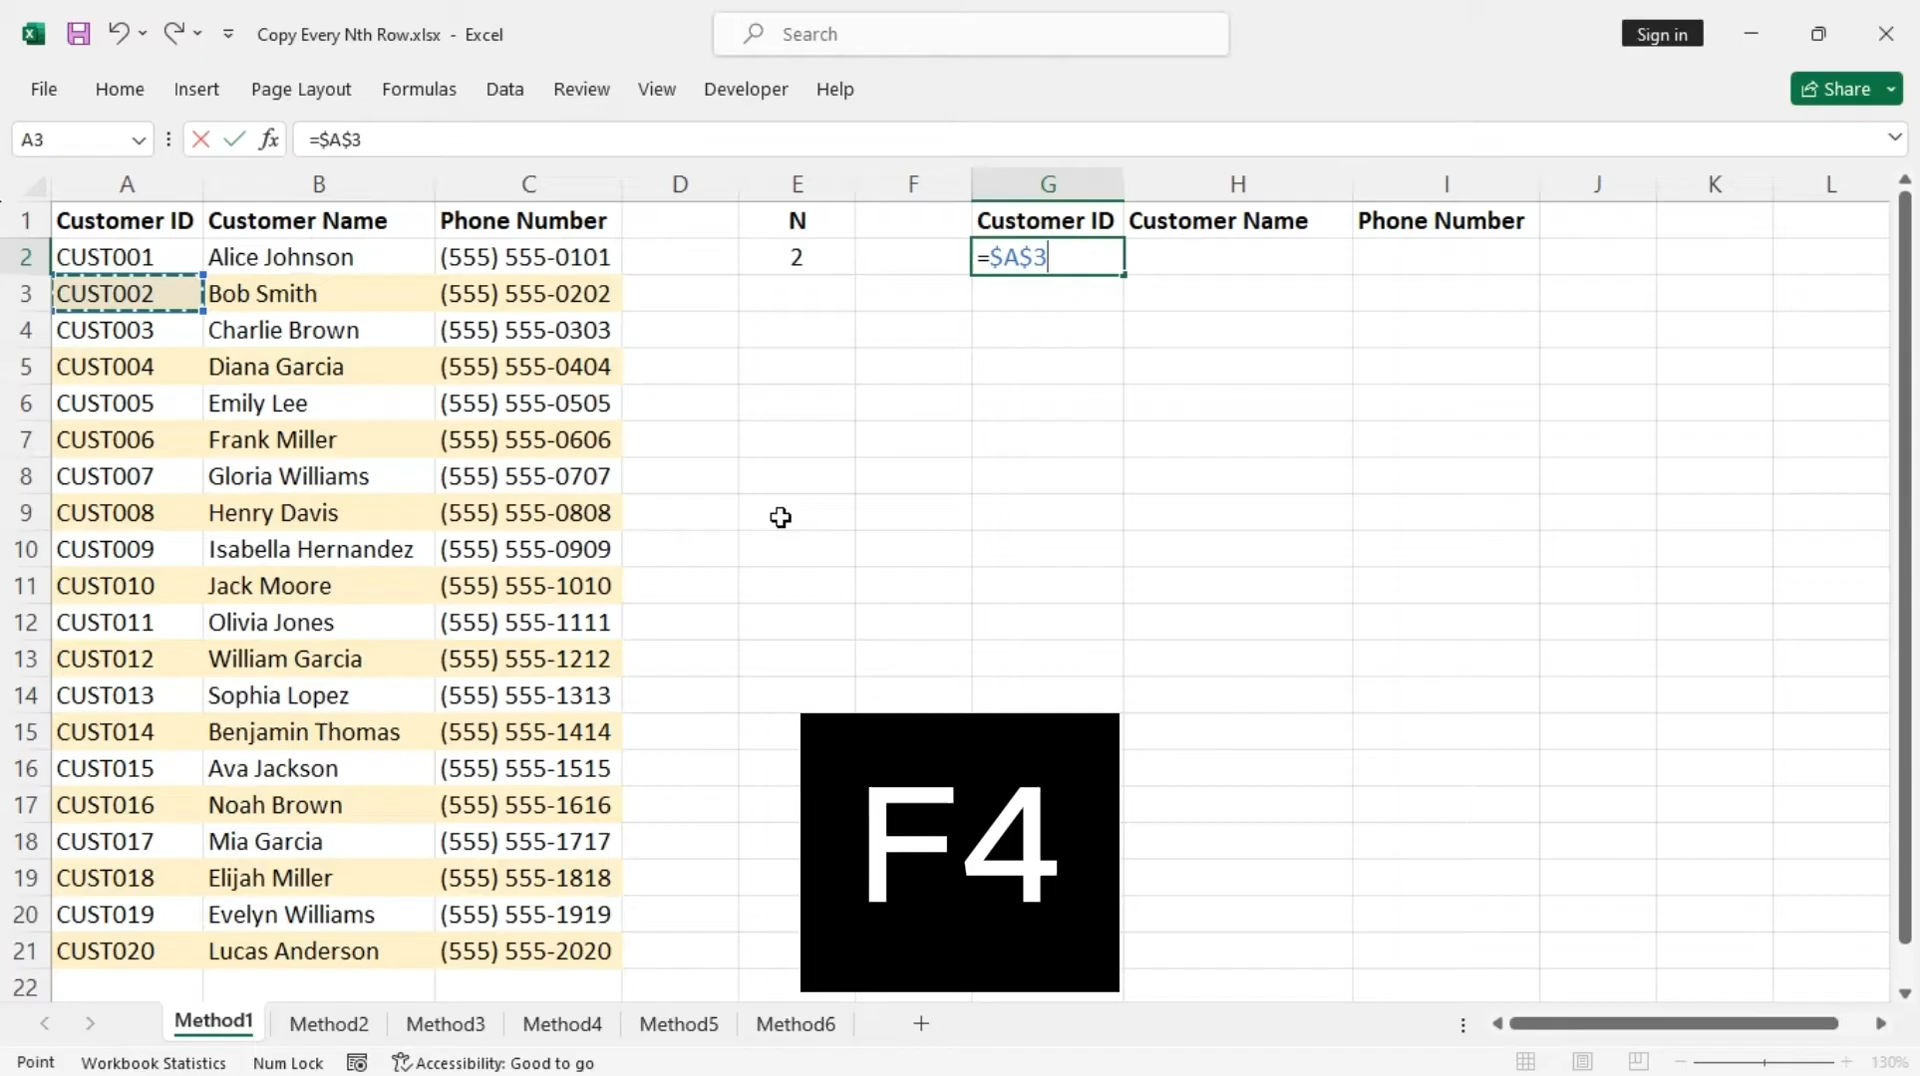 Copy Every Nth Row.xlsx - Excel
Search
Sign in
File Home Insert Page Layout Formulas Data Review View Developer Help
Share
A3 fx =$A$3
A B C D E F G H I J K L
1 Customer ID Customer Name Phone Number N Customer ID Customer Name Phone Number
2 CUST001 Alice Johnson (555) 555-0101 2 =$A$3
3 CUST002 Bob Smith (555) 555-0202
4 CUST003 Charlie Brown (555) 555-0303
5 CUST004 Diana Garcia (555) 555-0404
6 CUST005 Emily Lee (555) 555-0505
7 CUST006 Frank Miller (555) 555-0606
8 CUST007 Gloria Williams (555) 555-0707
9 CUST008 Henry Davis (555) 555-0808
10 CUST009 Isabella Hernandez (555) 555-0909
11 CUST010 Jack Moore (555) 555-1010
12 CUST011 Olivia Jones (555) 555-1111
13 CUST012 William Garcia (555) 555-1212
14 CUST013 Sophia Lopez (555) 555-1313
15 CUST014 Benjamin Thomas (555) 555-1414
16 CUST015 Ava Jackson (555) 555-1515
17 CUST016 Noah Brown (555) 555-1616
18 CUST017 Mia Garcia (555) 555-1717
19 CUST018 Elijah Miller (555) 555-1818
20 CUST019 Evelyn Williams (555) 555-1919
21 CUST020 Lucas Anderson (555) 555-2020
22
F4
Method1 Method2 Method3 Method4 Method5 Method6
Point Workbook Statistics Num Lock Accessibility: Good to go 130%